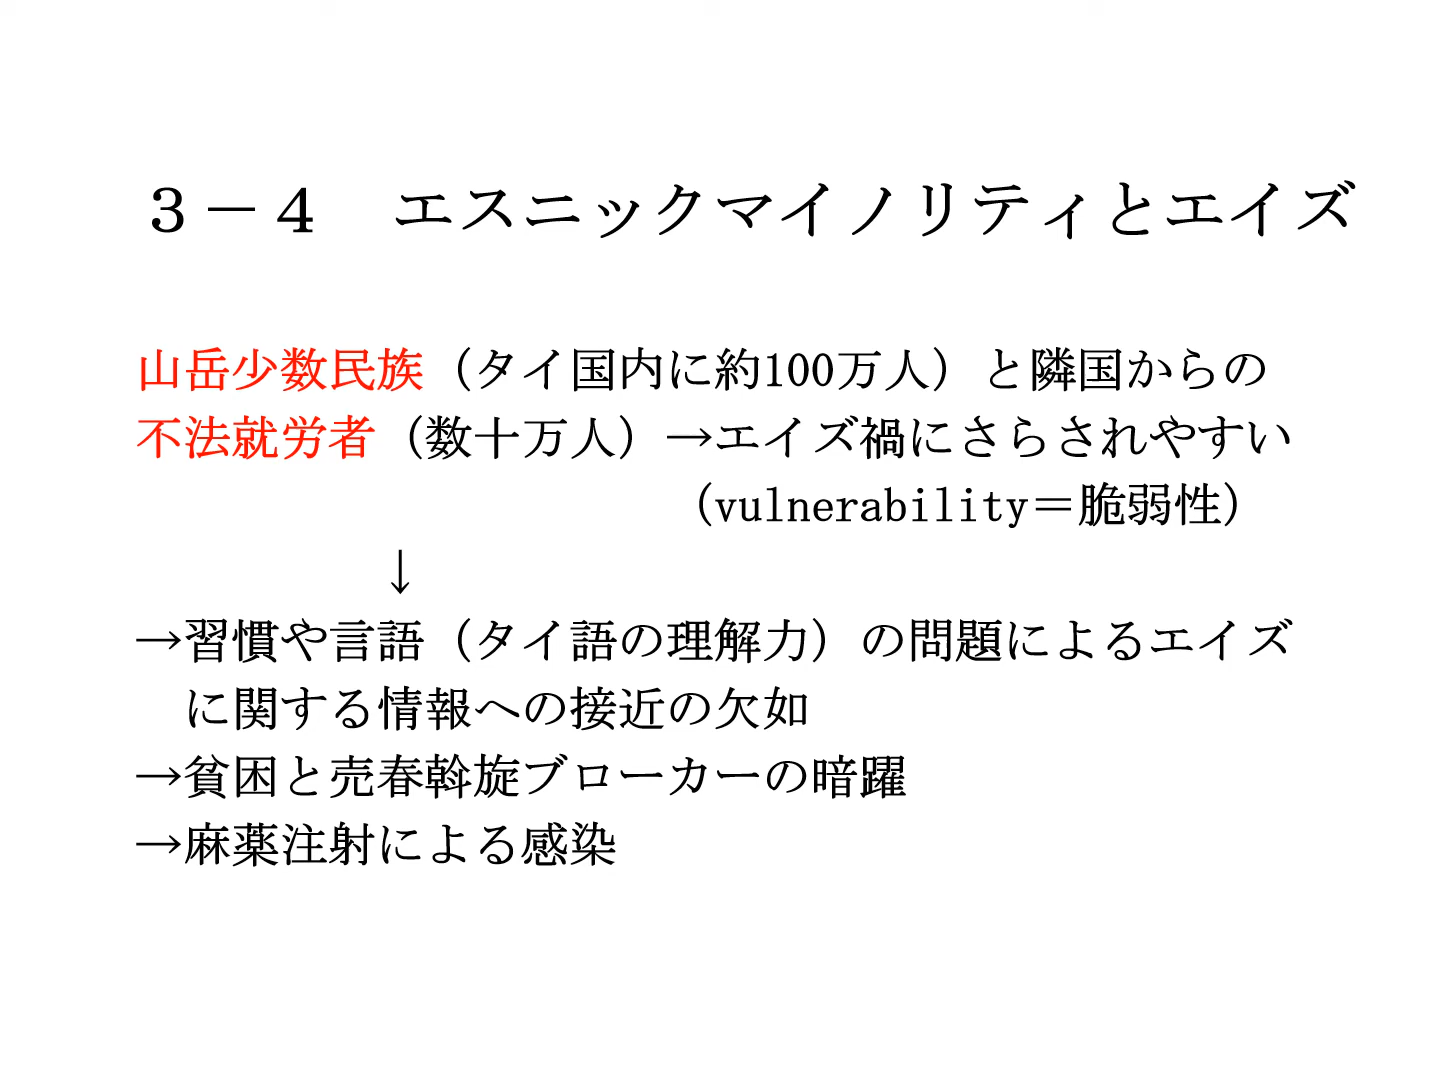 ３－４　エスニックマイノリティとエイズ
山岳少数民族（タイ国内に約100万人）と隣国からの
不法就労者（数十万人）→エイズ禍にさらされやすい
（vulnerability＝脆弱性）
↓
→習慣や言語（タイ語の理解力）の問題によるエイズ
に関する情報への接近の欠如
→貧困と売春斡旋ブローカーの暗躍
→麻薬注射による感染